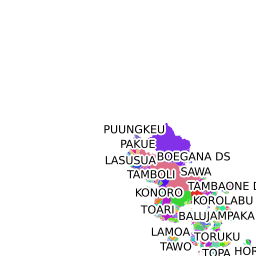 PUUNGKEU
PAKUE
BOEGANA DS
LASUSUA
SAWA
TAMBOLI
TAMBAONE D
KONORO
KOROLABU
TOARI
BALUJAMPAKA
LAMOA
TORUKU
TAWO
TOPA
HOR